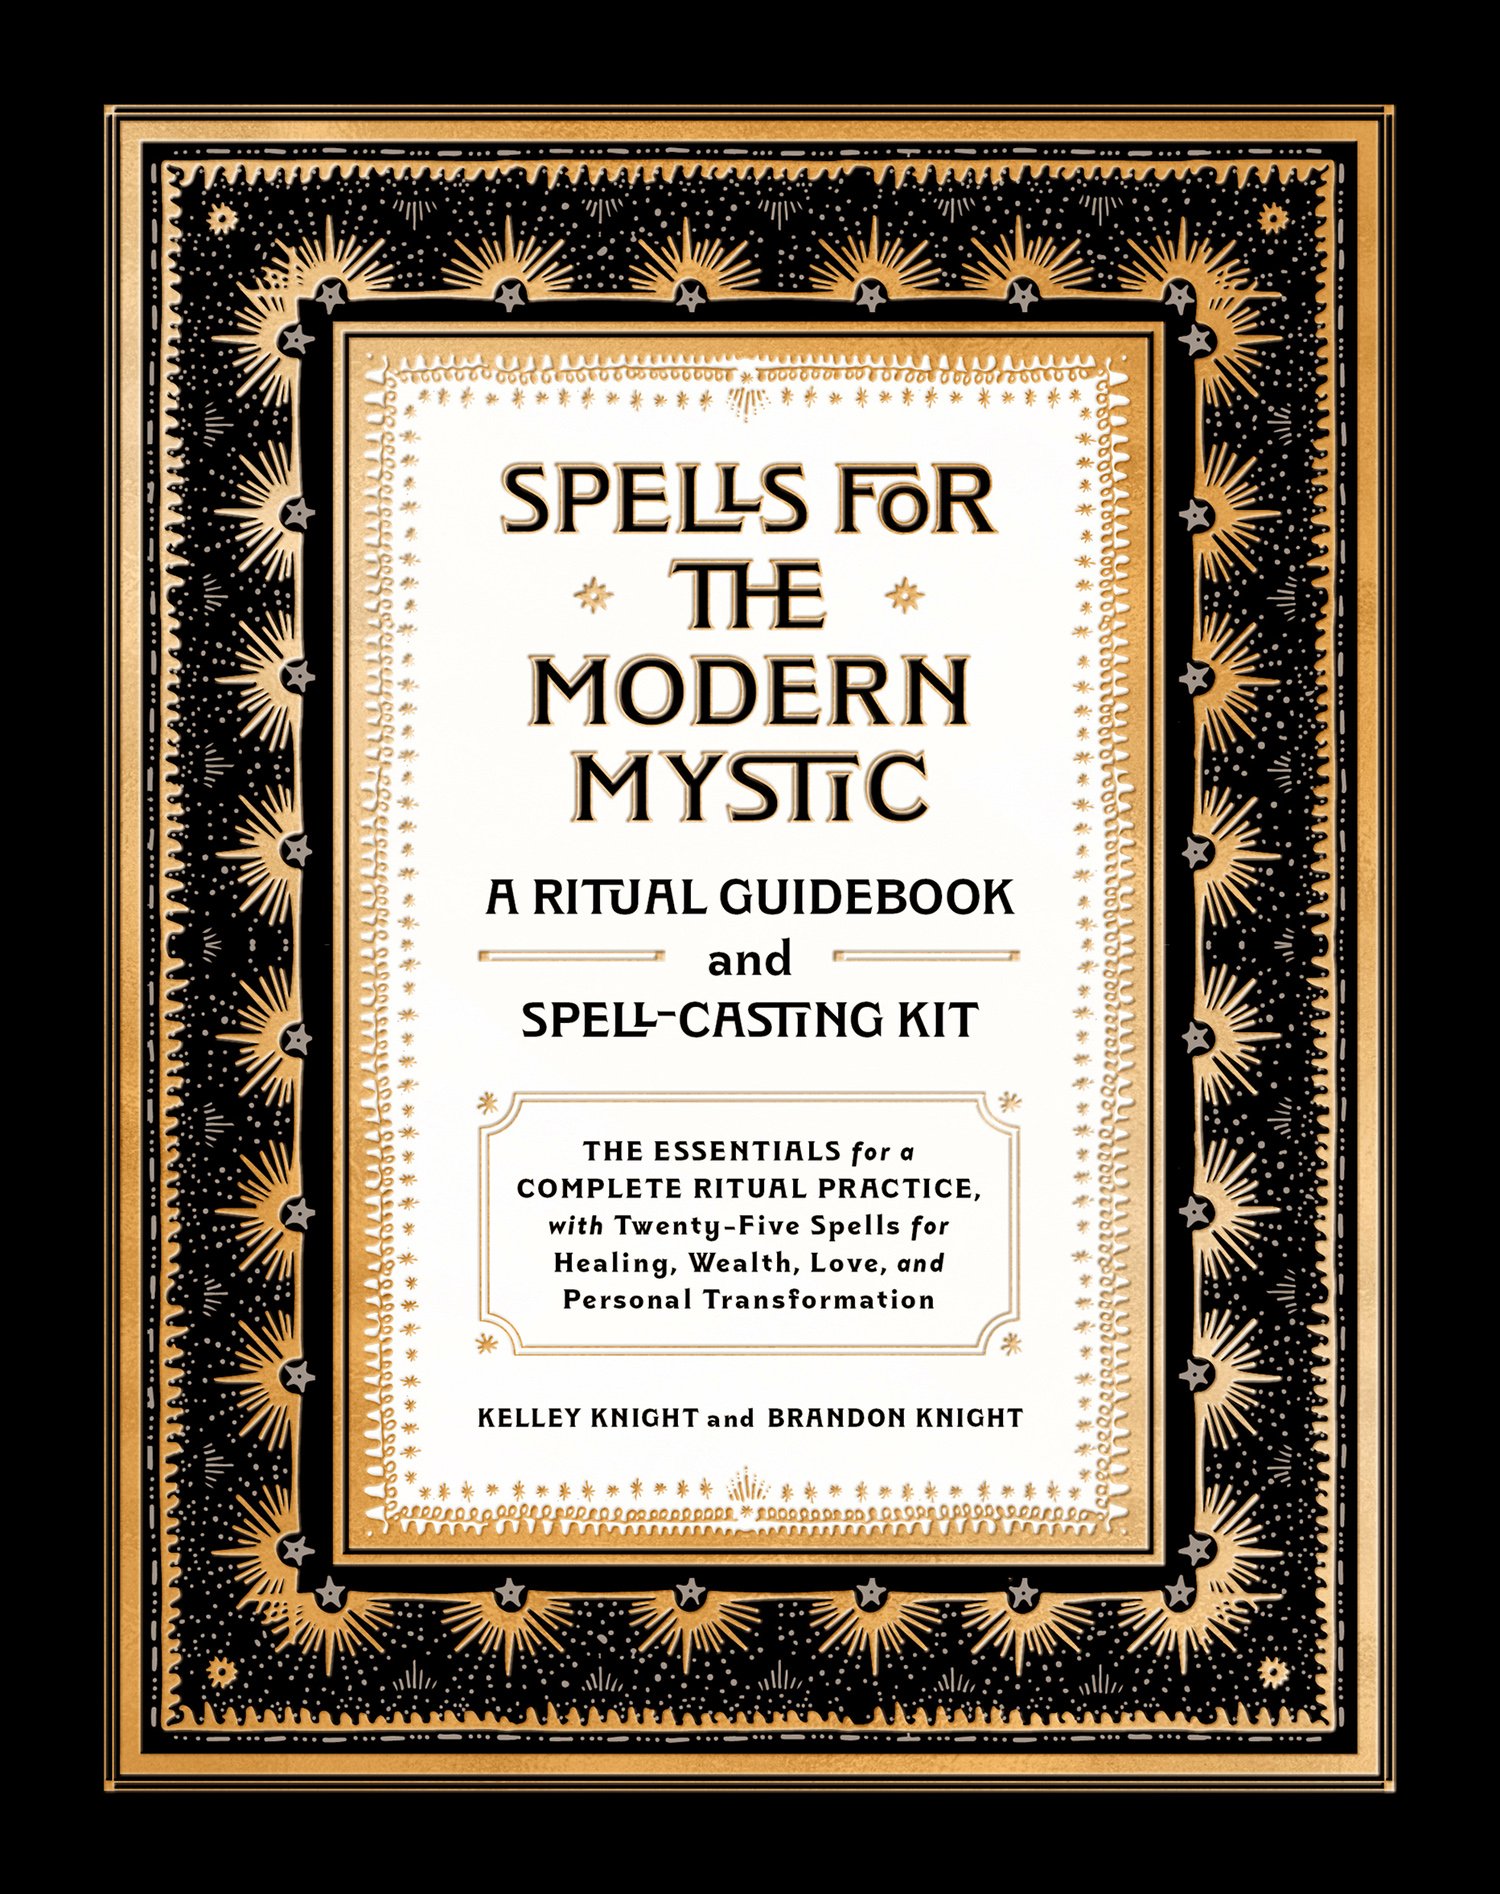 SPELLS FOR
THE
MODERN
MYSTIC
A RITUAL GUIDEBOOK
and
SPELL-CASTING KIT
THE ESSENTIALS for a
COMPLETE RITUAL PRACTICE,
with Twenty-Five Spells for
Healing, Wealth, Love, and
Personal Transformation
KELLEY KNIGHT and BRANDON KNIGHT